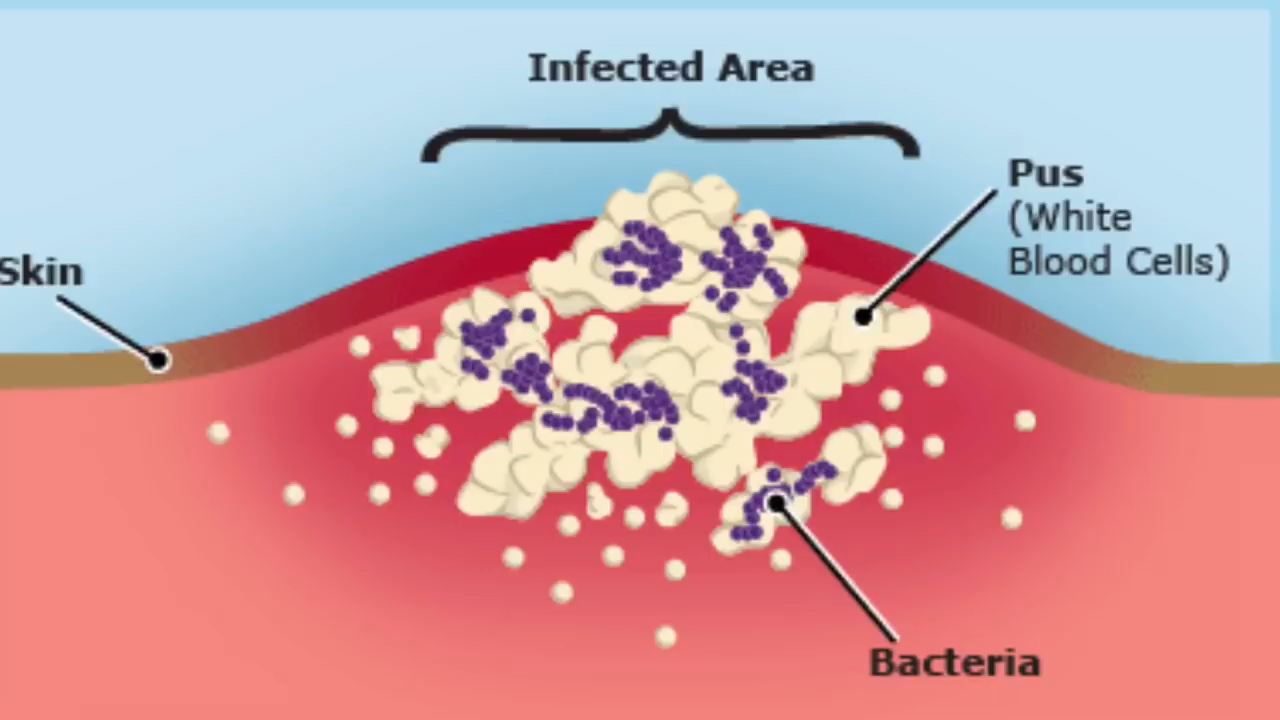 Infected Area
Pus
(White
Blood Cells)
Skin
Bacteria